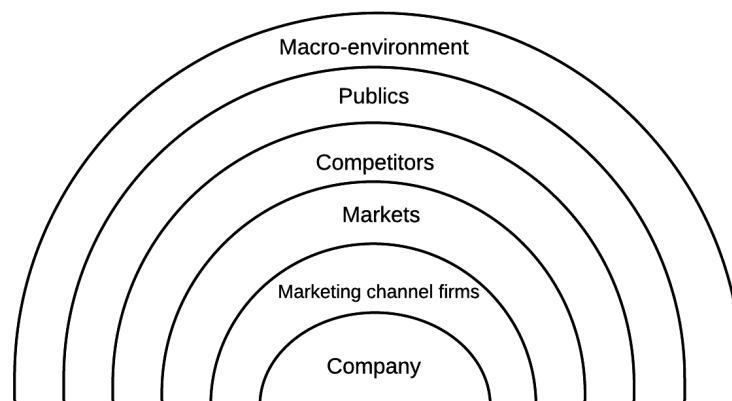 Macro-environment
Publics
Competitors
Markets
Marketing channel firms
Company